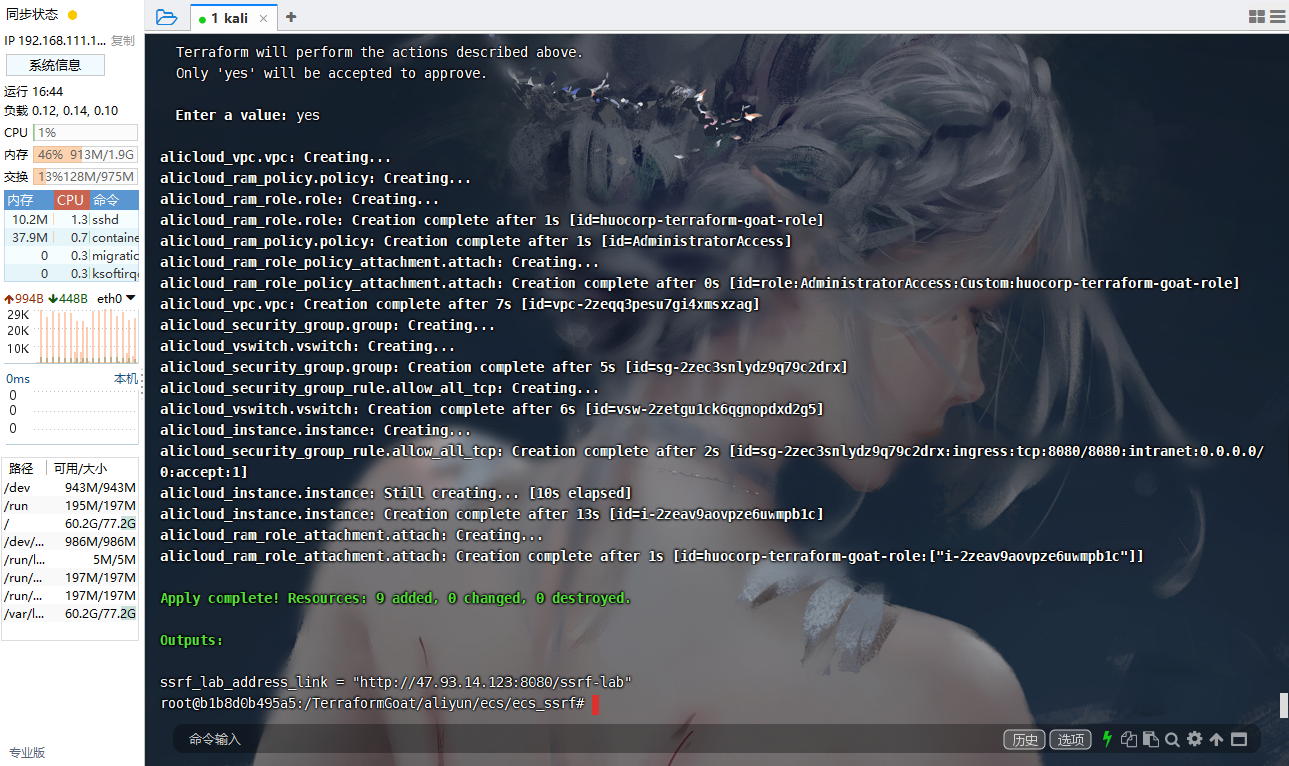 同步状态
IP 192.168.111.1... 复制
系统信息
运行 16:44
负载 0.12, 0.14, 0.10
CPU 1%
内存 46% 913M/1.9G
交换 13% 128M/975M
内存 CPU 命令
10.2M 1.3 sshd
37.9M 0.7 containe
0 0.3 migratio
0 0.3 ksoftirq
994B 448B eth0
29K
20K
10K
0ms 本机
0
0
0
路径 可用/大小
/dev 943M/943M
/run 195M/197M
/ 60.2G/77.2G
/dev/... 986M/986M
/run/l... 5M/5M
/run/... 197M/197M
/run/... 197M/197M
/var/l... 60.2G/77.2G
专业版
1 kali
Terraform will perform the actions described above.
Only 'yes' will be accepted to approve.
Enter a value: yes
alicloud_vpc.vpc: Creating...
alicloud_ram_policy.policy: Creating...
alicloud_ram_role.role: Creating...
alicloud_ram_role.role: Creation complete after 1s [id=huocorp-terraform-goat-role]
alicloud_ram_policy.policy: Creation complete after 1s [id=AdministratorAccess]
alicloud_ram_role_policy_attachment.attach: Creating...
alicloud_ram_role_policy_attachment.attach: Creation complete after 0s [id=role:AdministratorAccess:Custom:huocorp-terraform-goat-role]
alicloud_vpc.vpc: Creation complete after 7s [id=vpc-2zeqq3pesu7gi4xmsxzag]
alicloud_security_group.group: Creating...
alicloud_vswitch.vswitch: Creating...
alicloud_security_group.group: Creation complete after 5s [id=sg-2zec3snlydz9q79c2drx]
alicloud_security_group_rule.allow_all_tcp: Creating...
alicloud_vswitch.vswitch: Creation complete after 6s [id=vsw-2zetgu1ck6qgnopdxd2g5]
alicloud_instance.instance: Creating...
alicloud_security_group_rule.allow_all_tcp: Creation complete after 2s [id=sg-2zec3snlydz9q79c2drx:ingress:tcp:8080/8080:intranet:0.0.0.0/
0:accept:1]
alicloud_instance.instance: Still creating... [10s elapsed]
alicloud_instance.instance: Creation complete after 13s [id=i-2zeav9aovpze6uwmpb1c]
alicloud_ram_role_attachment.attach: Creating...
alicloud_ram_role_attachment.attach: Creation complete after 1s [id=huocorp-terraform-goat-role:["i-2zeav9aovpze6uwmpb1c"]]
Apply complete! Resources: 9 added, 0 changed, 0 destroyed.
Outputs:
ssrf_lab_address_link = "http://47.93.14.123:8080/ssrf-lab"
root@b1b8d0b495a5:/TerraformGoat/aliyun/ecs/ecs_ssrf#
命令输入 历史 选项